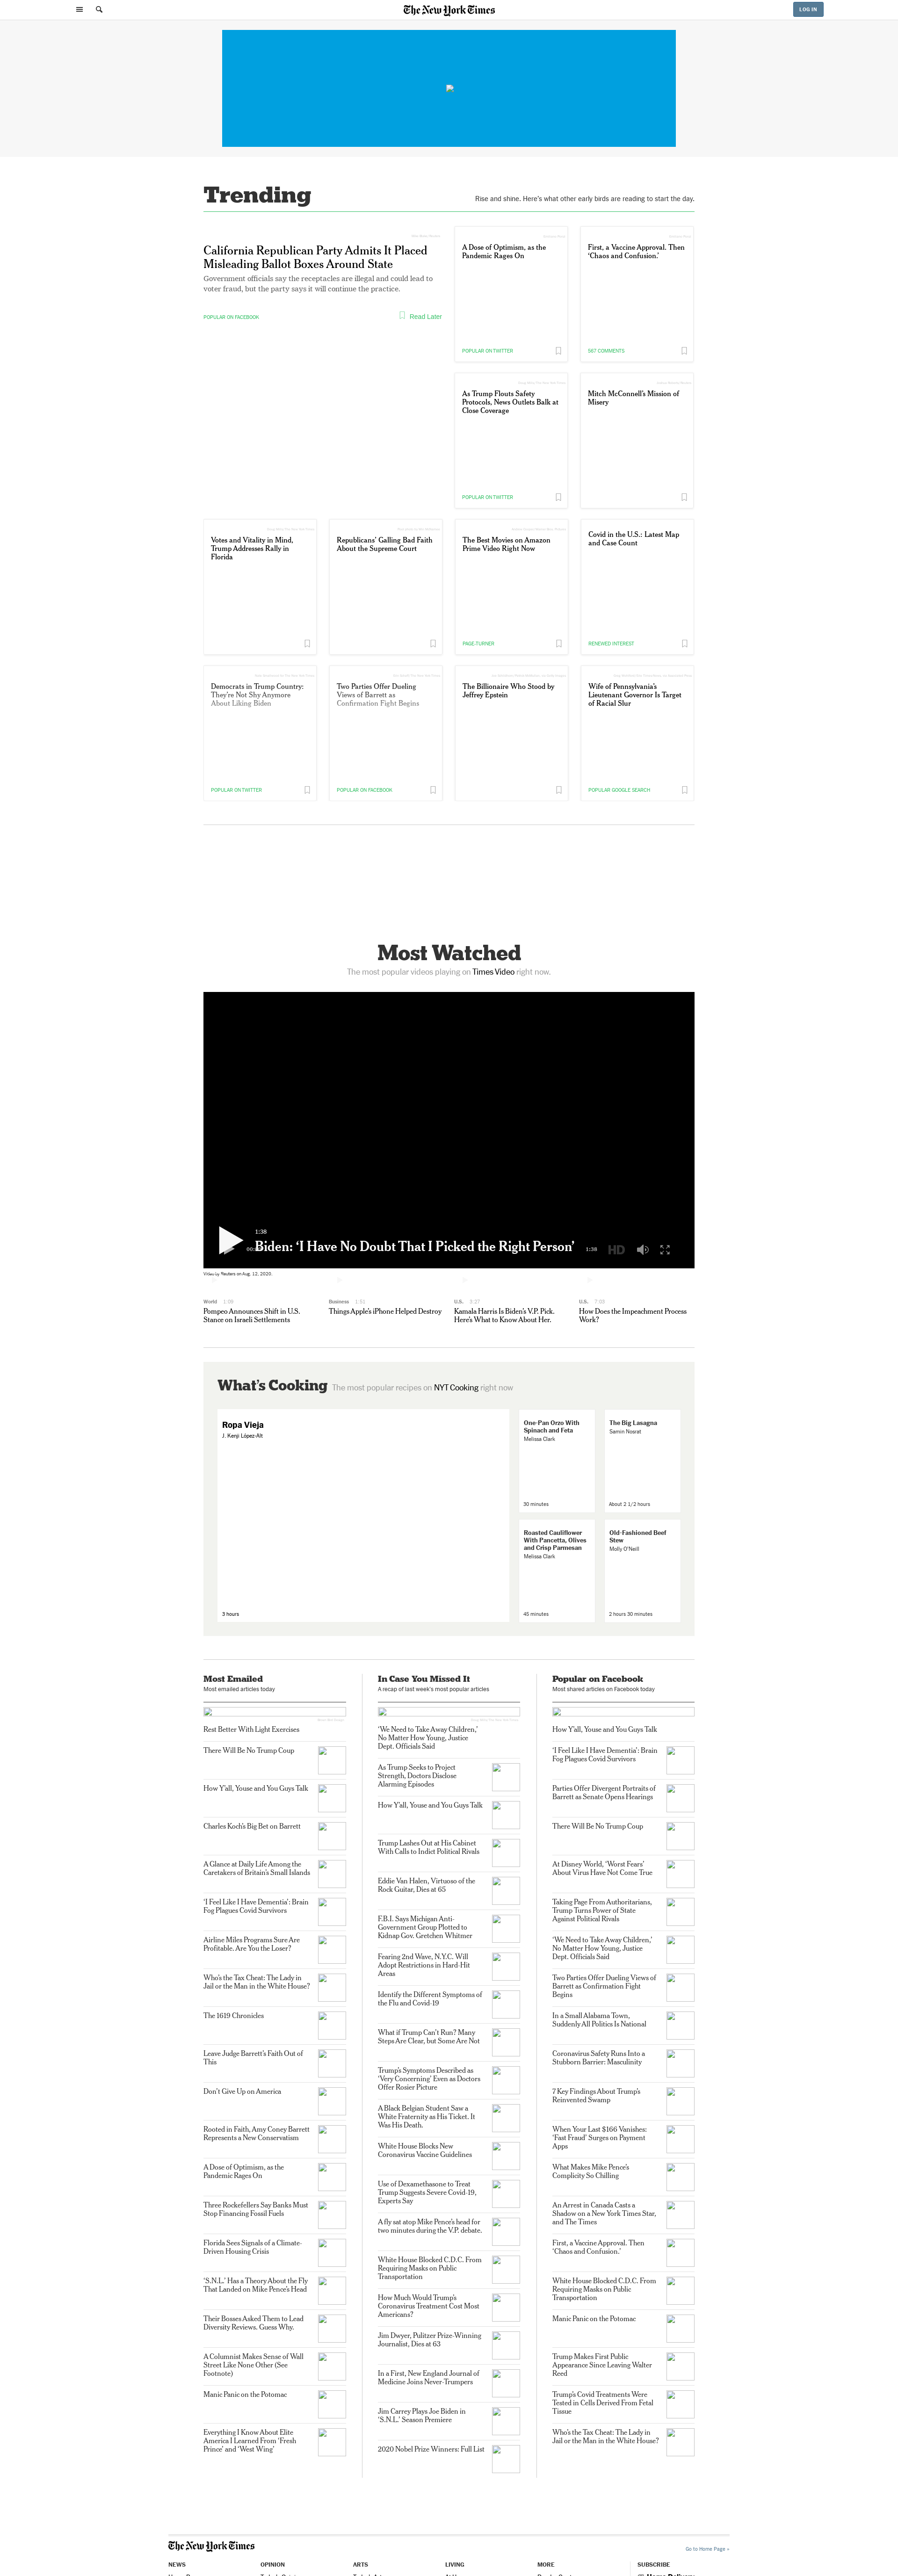 The New York Times
LOG IN
Trending
Rise and shine. Here's what other early birds are reading to start the day.
California Republican Party Admits It Placed
Misleading Ballot Boxes Around State
Government officials say the receptacles are illegal and could lead to
voter fraud, but the party says it will continue the practice.
POPULAR ON FACEBOOK
Read Later
A Dose of Optimism, as the
Pandemic Rages On
POPULAR ON TWITTER
First, a Vaccine Approval. Then
‘Chaos and Confusion.’
567 COMMENTS
As Trump Flouts Safety
Protocols, News Outlets Balk at
Close Coverage
POPULAR ON TWITTER
Mitch McConnell’s Mission of
Misery
Votes and Vitality in Mind,
Trump Addresses Rally in
Florida
Republicans’ Galling Bad Faith
About the Supreme Court
The Best Movies on Amazon
Prime Video Right Now
PAGE-TURNER
Covid in the U.S.: Latest Map
and Case Count
RENEWED INTEREST
Democrats in Trump Country:
They’re Not Shy Anymore
About Liking Biden
POPULAR ON TWITTER
Two Parties Offer Dueling
Views of Barrett as
Confirmation Fight Begins
POPULAR ON FACEBOOK
The Billionaire Who Stood by
Jeffrey Epstein
Wife of Pennsylvania’s
Lieutenant Governor Is Target
of Racial Slur
POPULAR GOOGLE SEARCH
Most Watched
The most popular videos playing on Times Video right now.
1:38
Biden: ‘I Have No Doubt That I Picked the Right Person’
1:38
HD
Video by Reuters on Aug. 12, 2020.
World 1:09
Pompeo Announces Shift in U.S.
Stance on Israeli Settlements
Business 1:51
Things Apple’s iPhone Helped Destroy
U.S. 3:27
Kamala Harris Is Biden’s V.P. Pick.
Here’s What to Know About Her.
U.S. 7:03
How Does the Impeachment Process
Work?
What’s Cooking The most popular recipes on NYT Cooking right now
Ropa Vieja
J. Kenji López-Alt
3 hours
One-Pan Orzo With
Spinach and Feta
Melissa Clark
30 minutes
The Big Lasagna
Samin Nosrat
About 2 1/2 hours
Roasted Cauliflower
With Pancetta, Olives
and Crisp Parmesan
Melissa Clark
45 minutes
Old-Fashioned Beef
Stew
Molly O’Neill
2 hours 30 minutes
Most Emailed
Most emailed articles today
Rest Better With Light Exercises
There Will Be No Trump Coup
How Y’all, Youse and You Guys Talk
Charles Koch’s Big Bet on Barrett
A Glance at Daily Life Among the
Caretakers of Britain’s Small Islands
‘I Feel Like I Have Dementia’: Brain
Fog Plagues Covid Survivors
Airline Miles Programs Sure Are
Profitable. Are You the Loser?
Who’s the Tax Cheat: The Lady in
Jail or the Man in the White House?
The 1619 Chronicles
Leave Judge Barrett’s Faith Out of
This
Don’t Give Up on America
Rooted in Faith, Amy Coney Barrett
Represents a New Conservatism
A Dose of Optimism, as the
Pandemic Rages On
Three Rockefellers Say Banks Must
Stop Financing Fossil Fuels
Florida Sees Signals of a Climate-
Driven Housing Crisis
‘S.N.L.’ Has a Theory About the Fly
That Landed on Mike Pence’s Head
Their Bosses Asked Them to Lead
Diversity Reviews. Guess Why.
A Columnist Makes Sense of Wall
Street Like None Other (See
Footnote)
Manic Panic on the Potomac
Everything I Know About Elite
America I Learned From ‘Fresh
Prince’ and ‘West Wing’
In Case You Missed It
A recap of last week’s most popular articles
‘We Need to Take Away Children,’
No Matter How Young, Justice
Dept. Officials Said
As Trump Seeks to Project
Strength, Doctors Disclose
Alarming Episodes
How Y’all, Youse and You Guys Talk
Trump Lashes Out at His Cabinet
With Calls to Indict Political Rivals
Eddie Van Halen, Virtuoso of the
Rock Guitar, Dies at 65
F.B.I. Says Michigan Anti-
Government Group Plotted to
Kidnap Gov. Gretchen Whitmer
Fearing 2nd Wave, N.Y.C. Will
Adopt Restrictions in Hard-Hit
Areas
Identify the Different Symptoms of
the Flu and Covid-19
What if Trump Can’t Run? Many
Steps Are Clear, but Some Are Not
Trump’s Symptoms Described as
‘Very Concerning’ Even as Doctors
Offer Rosier Picture
A Black Belgian Student Saw a
White Fraternity as His Ticket. It
Was His Death.
White House Blocks New
Coronavirus Vaccine Guidelines
Use of Dexamethasone to Treat
Trump Suggests Severe Covid-19,
Experts Say
A fly sat atop Mike Pence’s head for
two minutes during the V.P. debate.
White House Blocked C.D.C. From
Requiring Masks on Public
Transportation
How Much Would Trump’s
Coronavirus Treatment Cost Most
Americans?
Jim Dwyer, Pulitzer Prize-Winning
Journalist, Dies at 63
In a First, New England Journal of
Medicine Joins Never-Trumpers
Jim Carrey Plays Joe Biden in
‘S.N.L.’ Season Premiere
2020 Nobel Prize Winners: Full List
Popular on Facebook
Most shared articles on Facebook today
How Y’all, Youse and You Guys Talk
‘I Feel Like I Have Dementia’: Brain
Fog Plagues Covid Survivors
Parties Offer Divergent Portraits of
Barrett as Senate Opens Hearings
There Will Be No Trump Coup
At Disney World, ‘Worst Fears’
About Virus Have Not Come True
Taking Page From Authoritarians,
Trump Turns Power of State
Against Political Rivals
‘We Need to Take Away Children,’
No Matter How Young, Justice
Dept. Officials Said
Two Parties Offer Dueling Views of
Barrett as Confirmation Fight
Begins
In a Small Alabama Town,
Suddenly All Politics Is National
Coronavirus Safety Runs Into a
Stubborn Barrier: Masculinity
7 Key Findings About Trump’s
Reinvented Swamp
When Your Last $166 Vanishes:
‘Fast Fraud’ Surges on Payment
Apps
What Makes Mike Pence’s
Complicity So Chilling
An Arrest in Canada Casts a
Shadow on a New York Times Star,
and The Times
First, a Vaccine Approval. Then
‘Chaos and Confusion.’
White House Blocked C.D.C. From
Requiring Masks on Public
Transportation
Manic Panic on the Potomac
Trump Makes First Public
Appearance Since Leaving Walter
Reed
Trump’s Covid Treatments Were
Tested in Cells Derived From Fetal
Tissue
Who’s the Tax Cheat: The Lady in
Jail or the Man in the White House?
The New York Times
Go to Home Page »
NEWS
OPINION
ARTS
LIVING
MORE
SUBSCRIBE